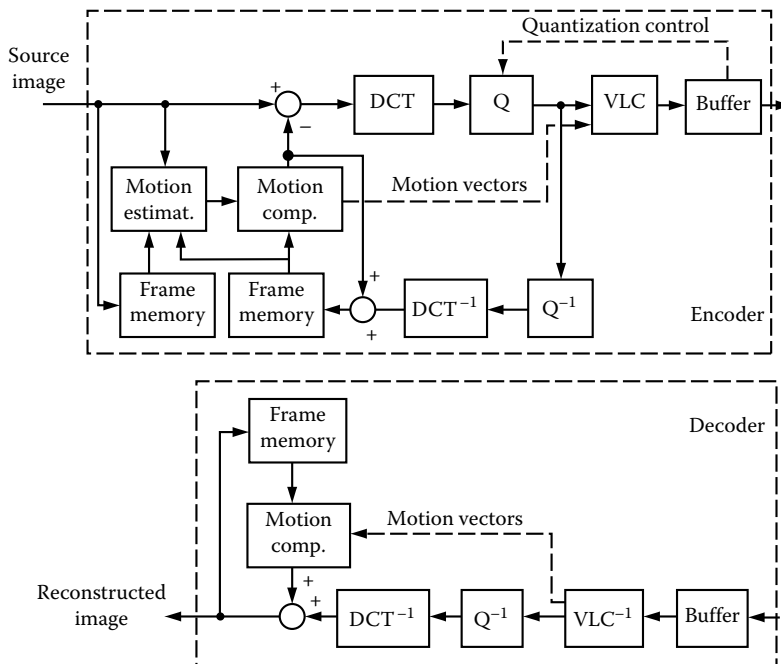 Quantization control
Source
image
+
DCT
Q
VLC
Buffer
−
Motion
estimat.
Motion
comp.
Motion vectors
Frame
memory
Frame
memory
+
+
DCT⁻¹
Q⁻¹
Encoder
Frame
memory
Decoder
Motion
comp.
Motion vectors
Reconstructed
image
+
+
DCT⁻¹
Q⁻¹
VLC⁻¹
Buffer